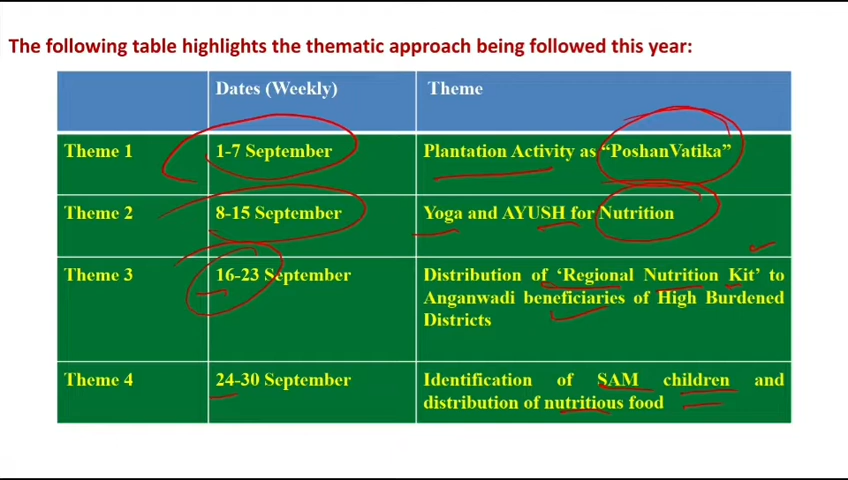 The following table highlights the thematic approach being followed this year:
Dates (Weekly) Theme
Theme 1 1-7 September Plantation Activity as “PoshanVatika”
Theme 2 8-15 September Yoga and AYUSH for Nutrition
Theme 3 16-23 September Distribution of ‘Regional Nutrition Kit’ to
Anganwadi beneficiaries of High Burdened
Districts
Theme 4 24-30 September Identification of SAM children and
distribution of nutritious food